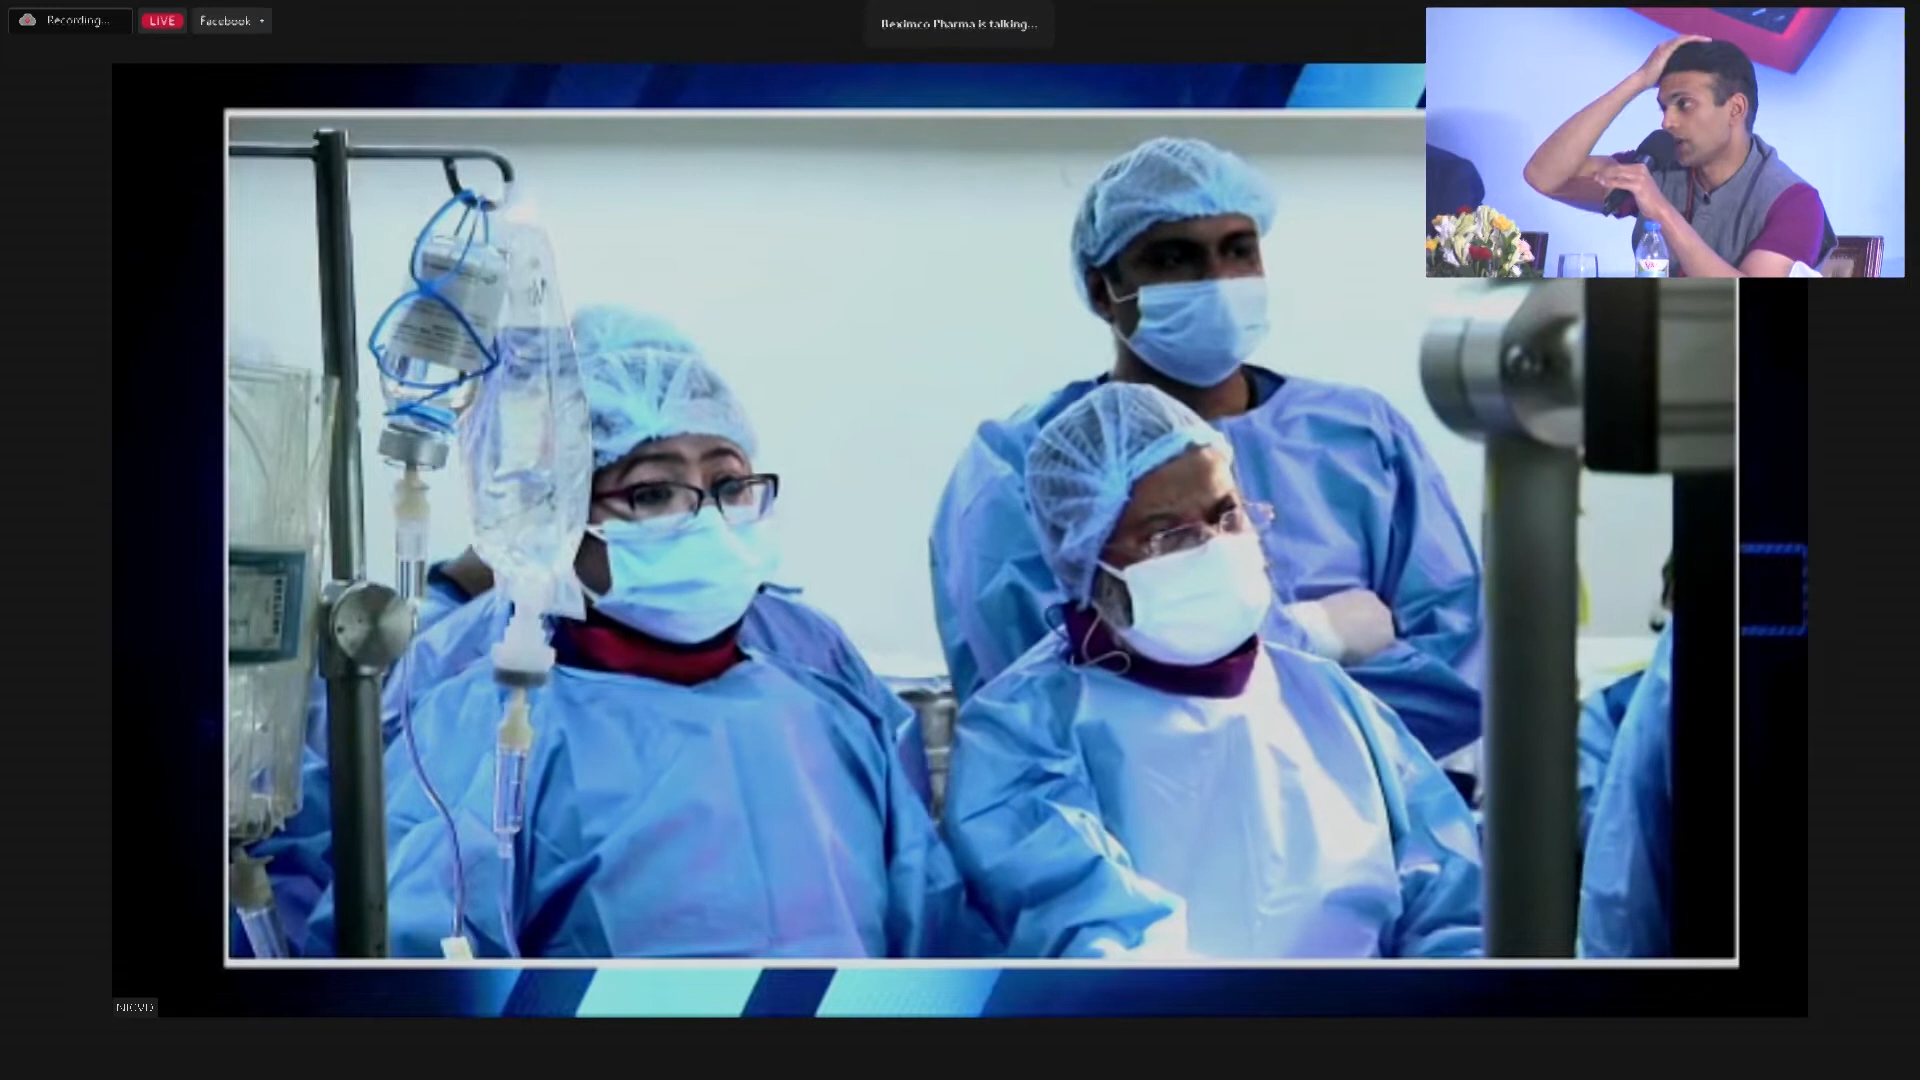 Recording...
LIVE
Facebook
Beximco Pharma is talking...
NICVD